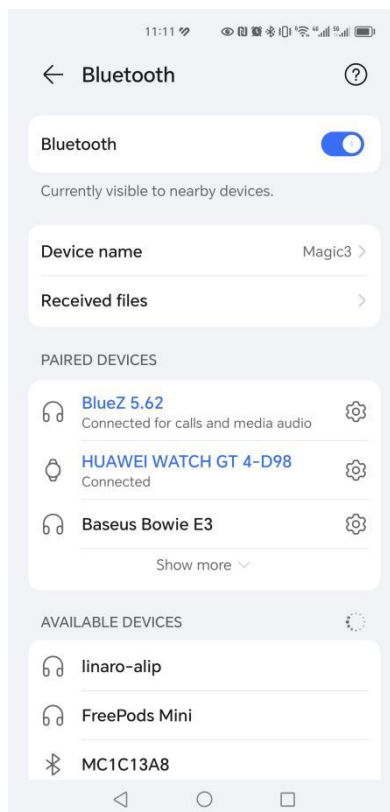 11:11
Bluetooth
Bluetooth
Currently visible to nearby devices.
Device name Magic3
Received files
PAIRED DEVICES
BlueZ 5.62
Connected for calls and media audio
HUAWEI WATCH GT 4-D98
Connected
Baseus Bowie E3
Show more
AVAILABLE DEVICES
linaro-alip
FreePods Mini
MC1C13A8